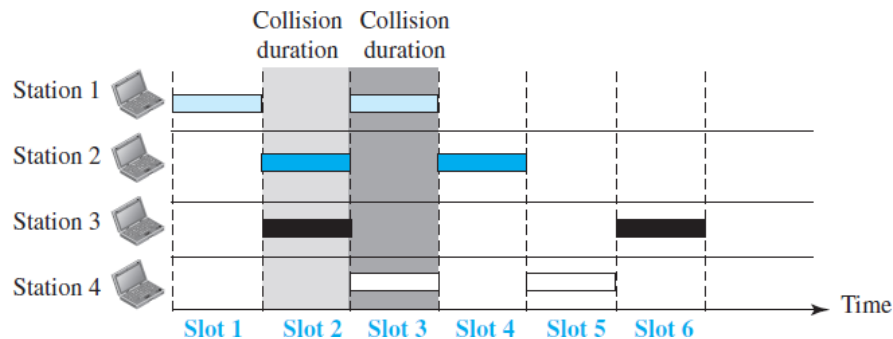 Collision
duration
Collision
duration
Station 1
Station 2
Station 3
Station 4
Time
Slot 1
Slot 2
Slot 3
Slot 4
Slot 5
Slot 6